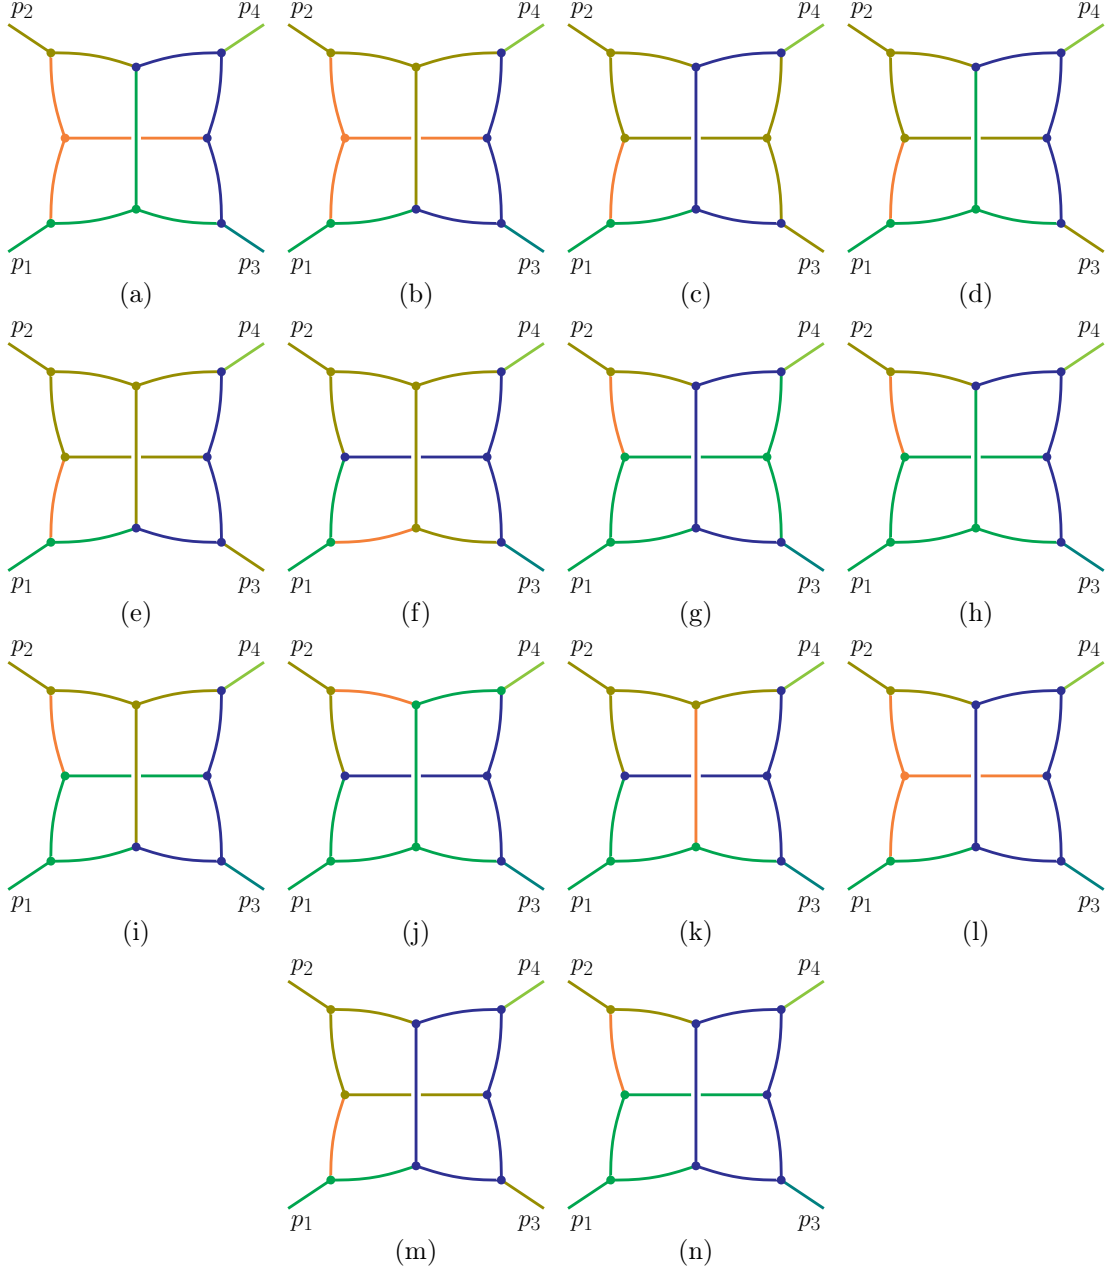 p2 p4 p2 p4 p2 p4 p2 p4
p1 p3 p1 p3 p1 p3 p1 p3
(a) (b) (c) (d)
p2 p4 p2 p4 p2 p4 p2 p4
p1 p3 p1 p3 p1 p3 p1 p3
(e) (f) (g) (h)
p2 p4 p2 p4 p2 p4 p2 p4
p1 p3 p1 p3 p1 p3 p1 p3
(i) (j) (k) (l)
p2 p4 p2 p4
p1 p3 p1 p3
(m) (n)